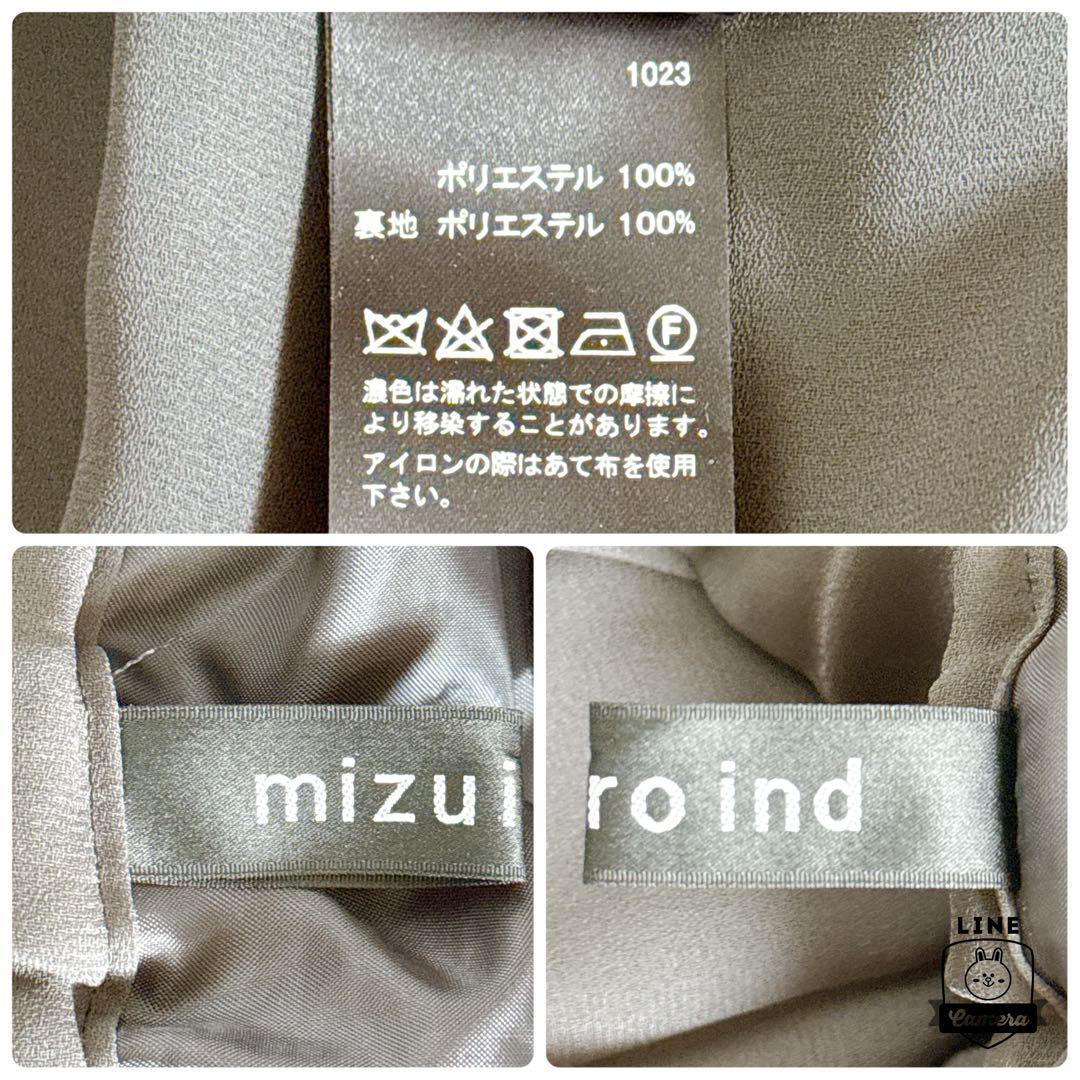 1023
ポリエステル 100%
裏地 ポリエステル 100%
F
濃色は濡れた状態での摩擦に
より移染することがあります。
アイロンの際はあて布を使用
下さい。
mizui
ro ind
LINE
Camera